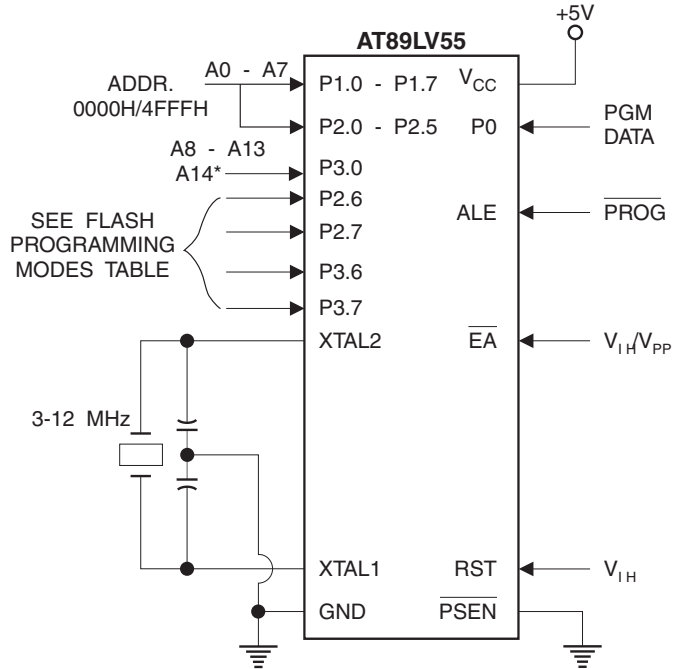 +5V
AT89LV55
ADDR.
0000H/4FFFH
A0 - A7
P1.0 - P1.7
VCC
P2.0 - P2.5
P0
PGM
DATA
A8 - A13
A14*
P3.0
P2.6
SEE FLASH
PROGRAMMING
MODES TABLE
P2.7
ALE
PROG
P3.6
P3.7
XTAL2
EA
VIH/VPP
3-12 MHz
XTAL1
RST
VIH
GND
PSEN